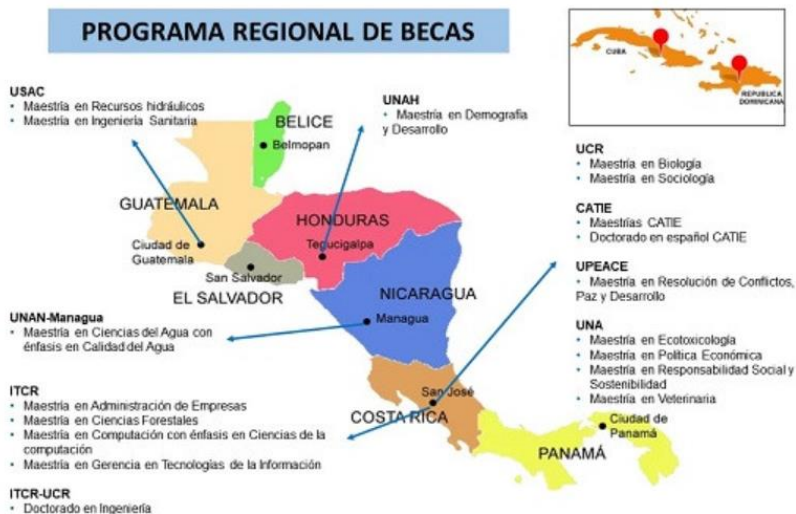 PROGRAMA REGIONAL DE BECAS
CUBA
REPUBLICA
DOMINICANA
USAC
• Maestría en Recursos hidráulicos
• Maestría en Ingeniería Sanitaria
UNAH
• Maestría en Demografía
y Desarrollo
BELICE
Belmopan
GUATEMALA
Ciudad de
Guatemala
HONDURAS
Tegucigalpa
San Salvador
EL SALVADOR
NICARAGUA
Managua
San José
COSTA RICA
Ciudad de
Panamá
PANAMÁ
UCR
• Maestría en Biología
• Maestría en Sociología
CATIE
• Maestrías CATIE
• Doctorado en español CATIE
UPEACE
• Maestría en Resolución de Conflictos,
Paz y Desarrollo
UNA
• Maestría en Ecotoxicología
• Maestría en Política Económica
• Maestría en Responsabilidad Social y
Sostenibilidad
• Maestría en Veterinaria
UNAN-Managua
• Maestría en Ciencias del Agua con
énfasis en Calidad del Agua
ITCR
• Maestría en Administración de Empresas
• Maestría en Ciencias Forestales
• Maestría en Computación con énfasis en Ciencias de la
computación
• Maestría en Gerencia en Tecnologías de la Información
ITCR-UCR
• Doctorado en Ingeniería